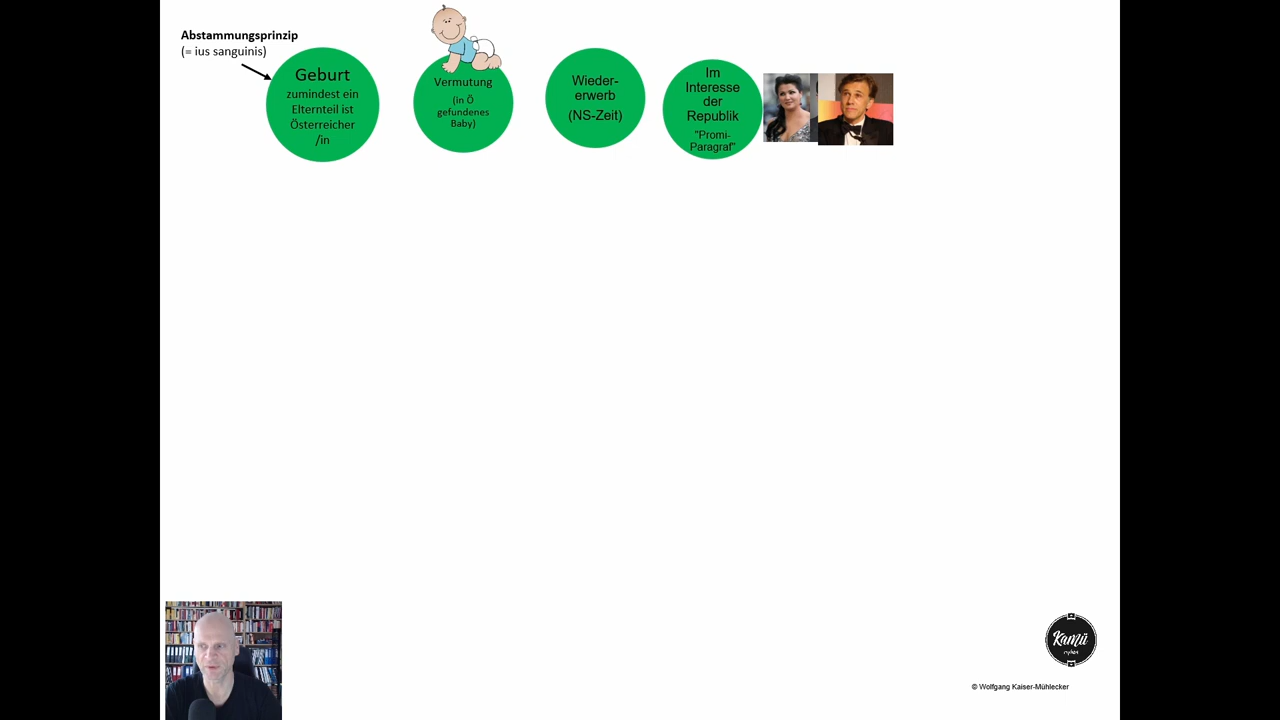 Abstammungsprinzip
(= ius sanguinis)
Geburt
zumindest ein
Elternteil ist
Österreicher
/in
Vermutung
(in Ö
gefundenes
Baby)
Wieder-
erwerb
(NS-Zeit)
Im
Interesse
der
Republik
"Promi-
Paragraf"
KaMü
© Wolfgang Kaiser-Mühlecker